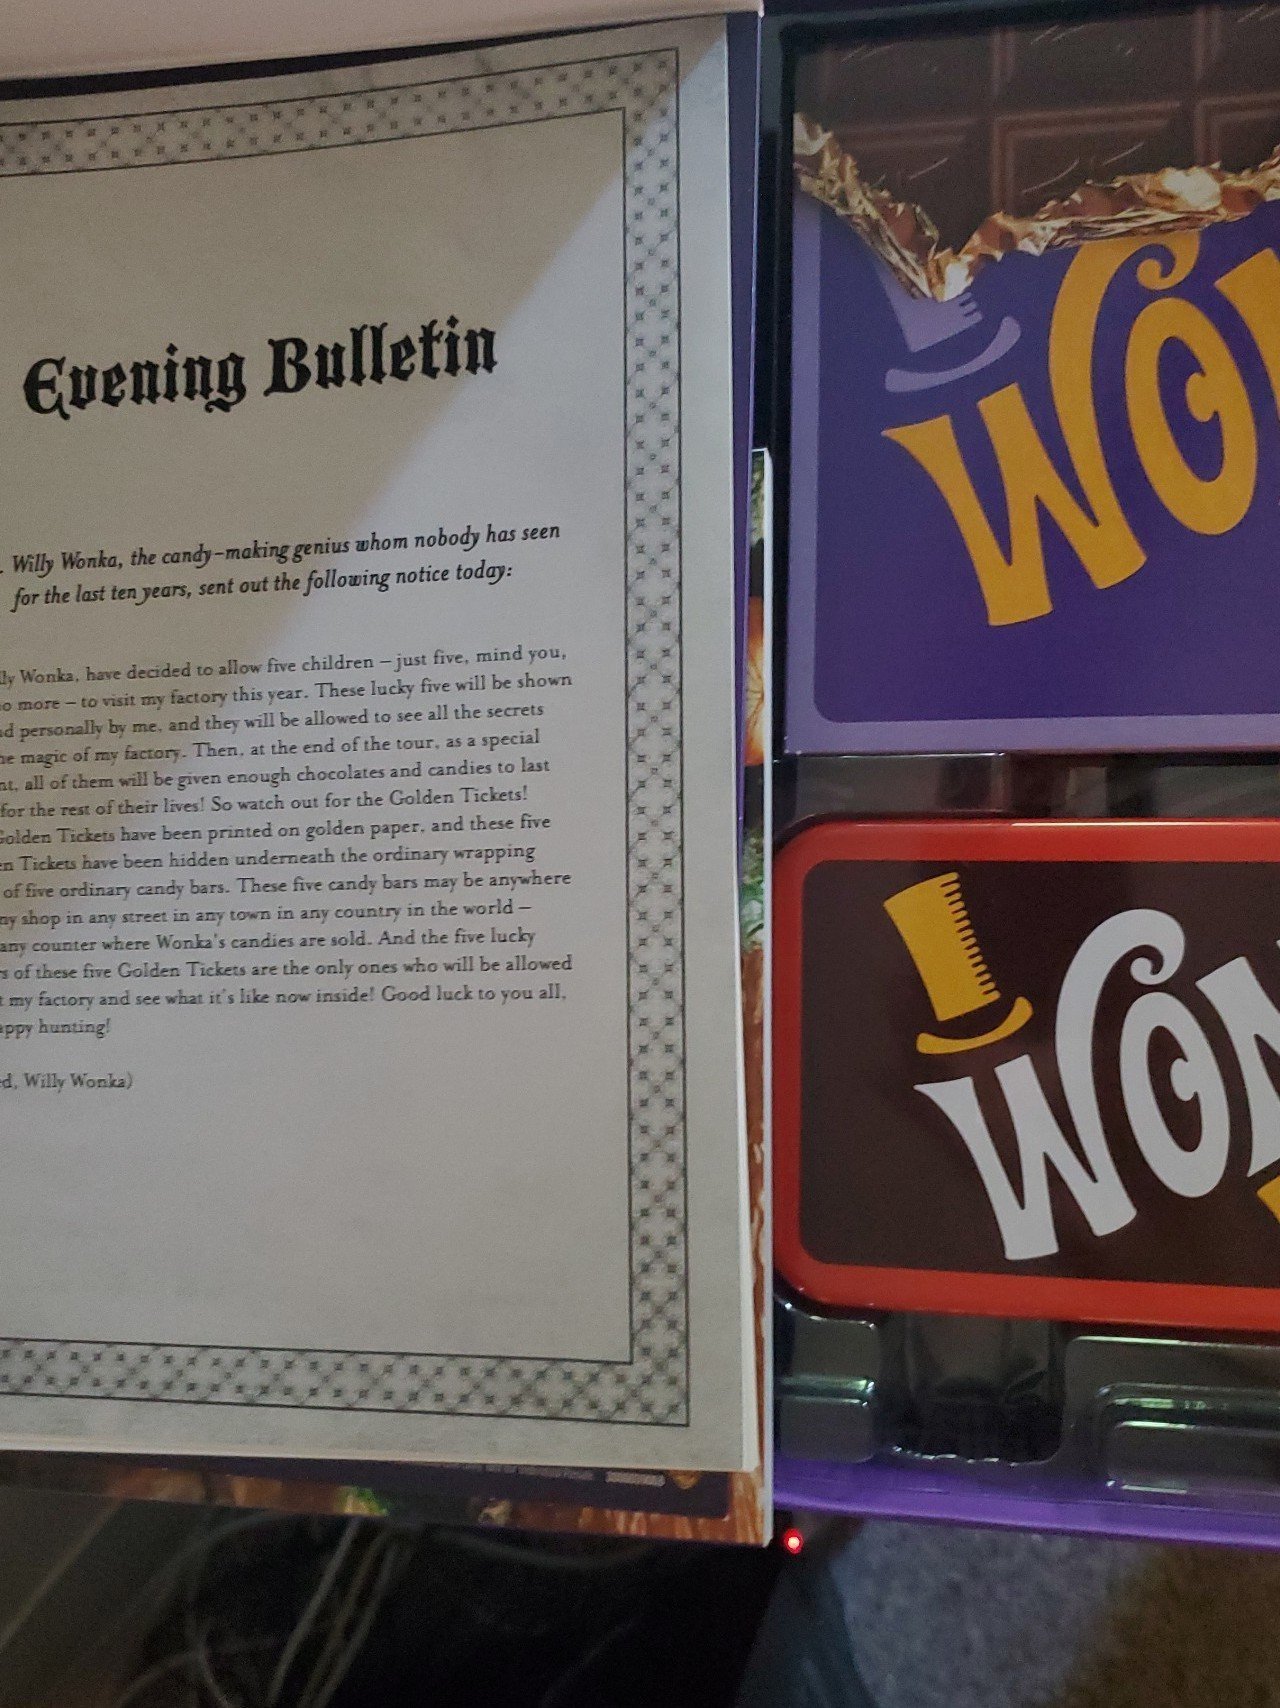 Evening Bulletin
Willy Wonka, the candy-making genius whom nobody has seen
for the last ten years, sent out the following notice today:
Wonka, have decided to allow five children – just five, mind you,
more – to visit my factory this year. These lucky five will be shown
personally by me, and they will be allowed to see all the secrets
magic of my factory. Then, at the end of the tour, as a special
all of them will be given enough chocolates and candies to last
for the rest of their lives! So watch out for the Golden Tickets!
Golden Tickets have been printed on golden paper, and these five
Tickets have been hidden underneath the ordinary wrapping
of five ordinary candy bars. These five candy bars may be anywhere
shop in any street in any town in any country in the world –
any counter where Wonka's candies are sold. And the five lucky
of these five Golden Tickets are the only ones who will be allowed
my factory and see what it's like now inside! Good luck to you all,
hunting!
Willy Wonka)
WO
WON